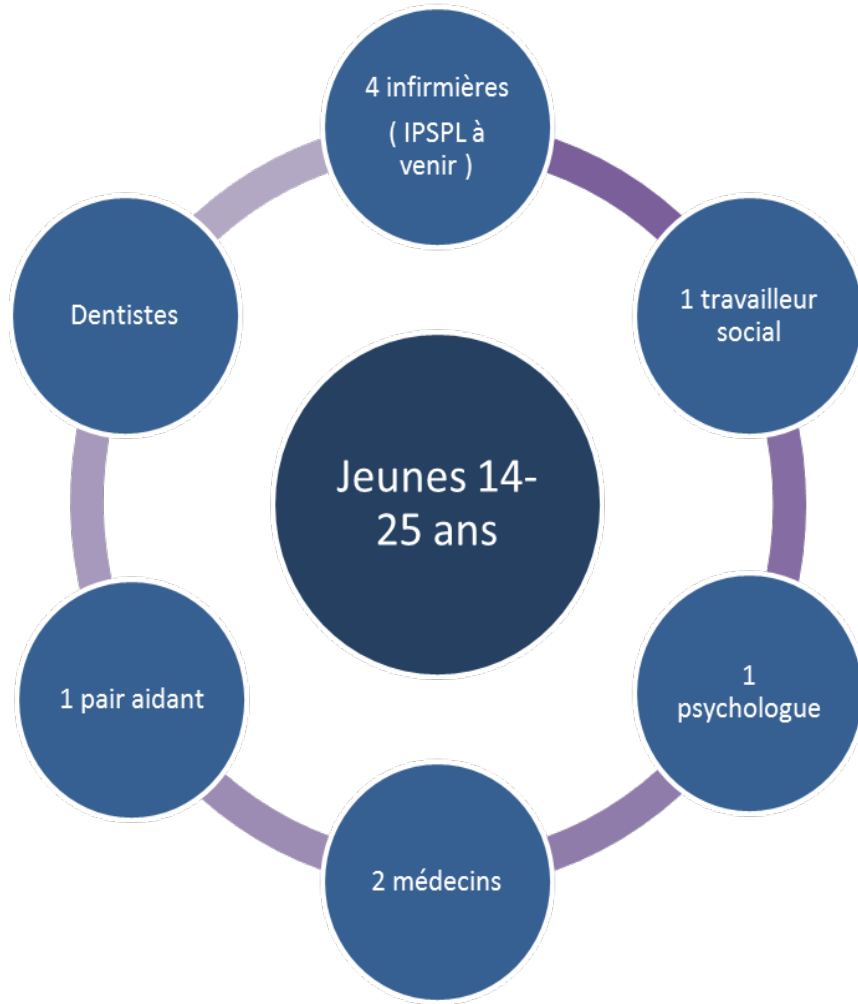 4 infirmières
( IPSPL à
venir )
1 travailleur
social
1
psychologue
2 médecins
1 pair aidant
Dentistes
Jeunes 14-
25 ans